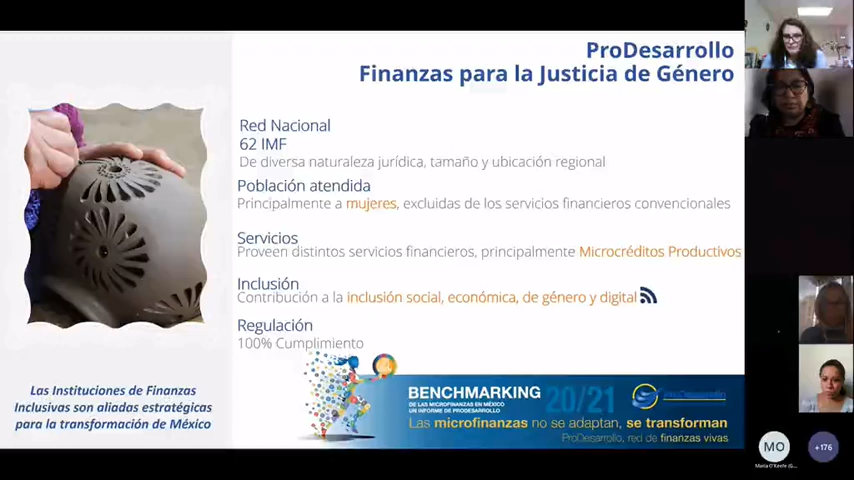 ProDesarrollo
Finanzas para la Justicia de Género
Red Nacional
62 IMF
De diversa naturaleza jurídica, tamaño y ubicación regional
Población atendida
Principalmente a mujeres, excluidas de los servicios financieros convencionales
Servicios
Proveen distintos servicios financieros, principalmente Microcréditos Productivos
Inclusión
Contribución a la inclusión social, económica, de género y digital
Regulación
100% Cumplimiento
Las Instituciones de Finanzas
Inclusivas son aliadas estratégicas
para la transformación de México
BENCHMARKING 20/21
DE LAS MICROFINANZAS EN MÉXICO
UN INFORME DE PRODESARROLLO
ProDesarrollo
Las microfinanzas no se adaptan, se transforman
ProDesarrollo, red de finanzas vivas
MO
+176